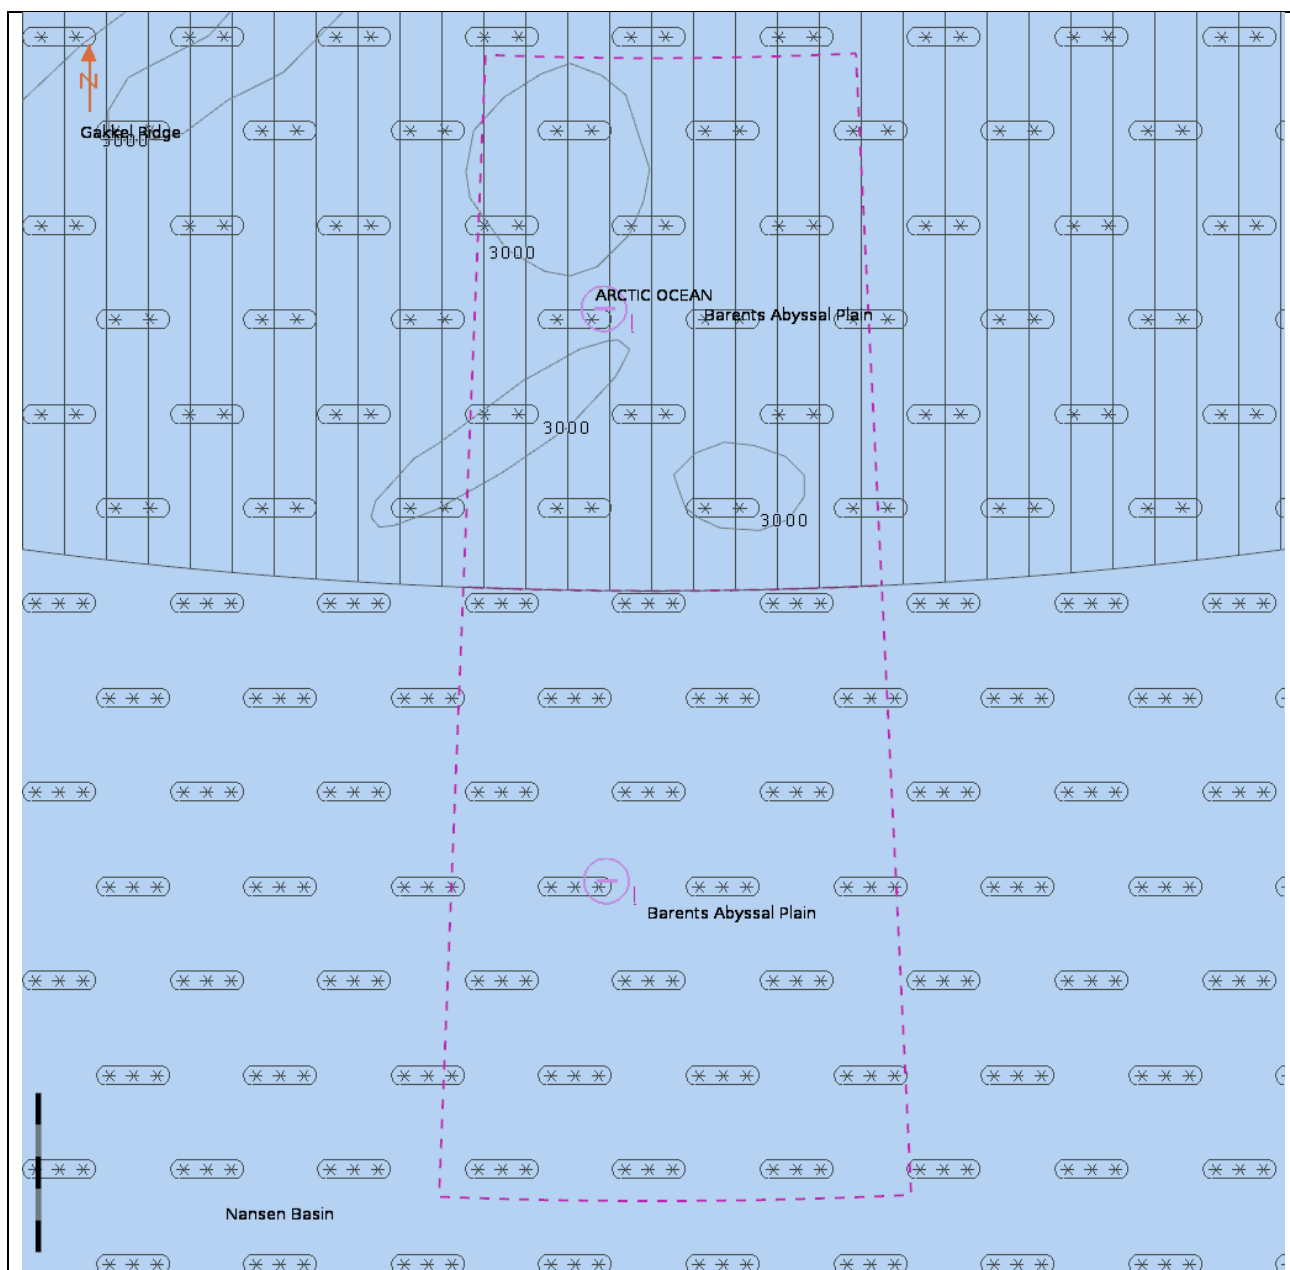 N
Gakkel Ridge
3000
3000
ARCTIC OCEAN
Barents Abyssal Plain
3000
3000
Barents Abyssal Plain
Nansen Basin